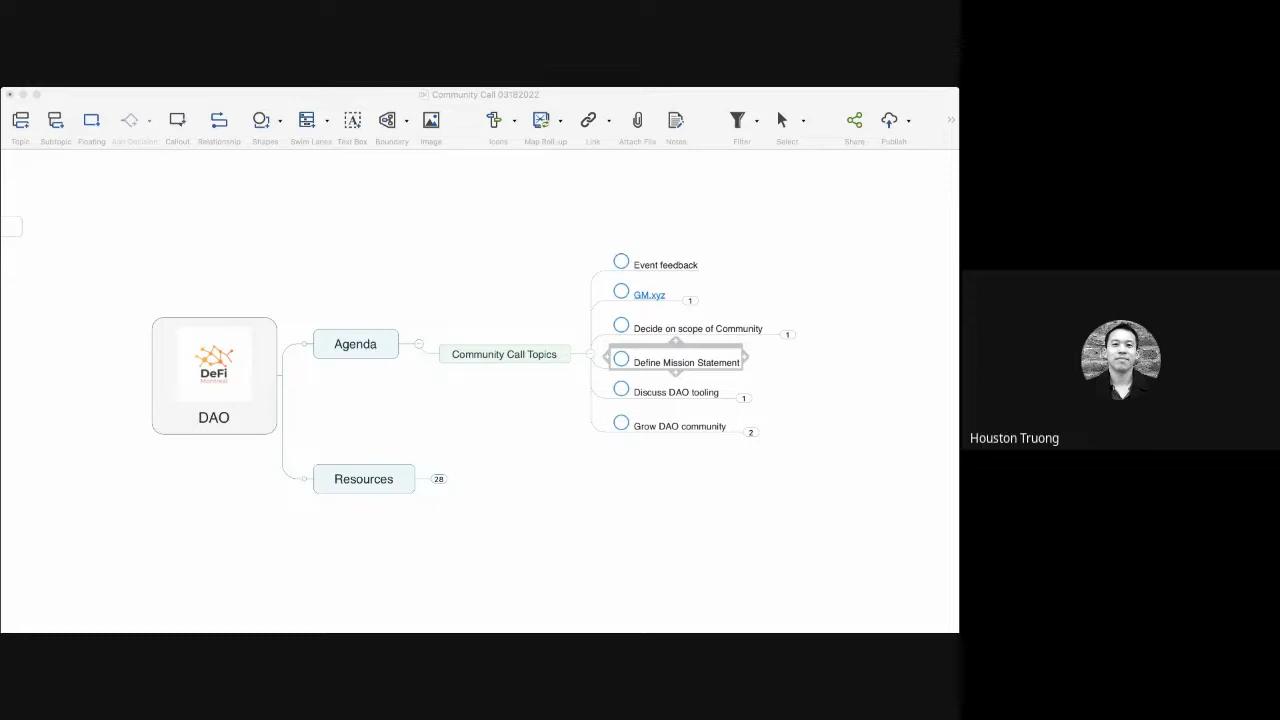 Community Call 03182022
Topic Subtopic Floating Add Decision Callout Relationship Shapes Swim Lanes Text Box Boundary Image Icons Map Roll-up Link Attach File Notes Filter Select Share Publish
Event feedback
GM.xyz 1
Decide on scope of Community 1
Agenda
Community Call Topics
Define Mission Statement
DeFi
Montreal
Discuss DAO tooling 1
DAO
Grow DAO community 2
Houston Truong
Resources 28